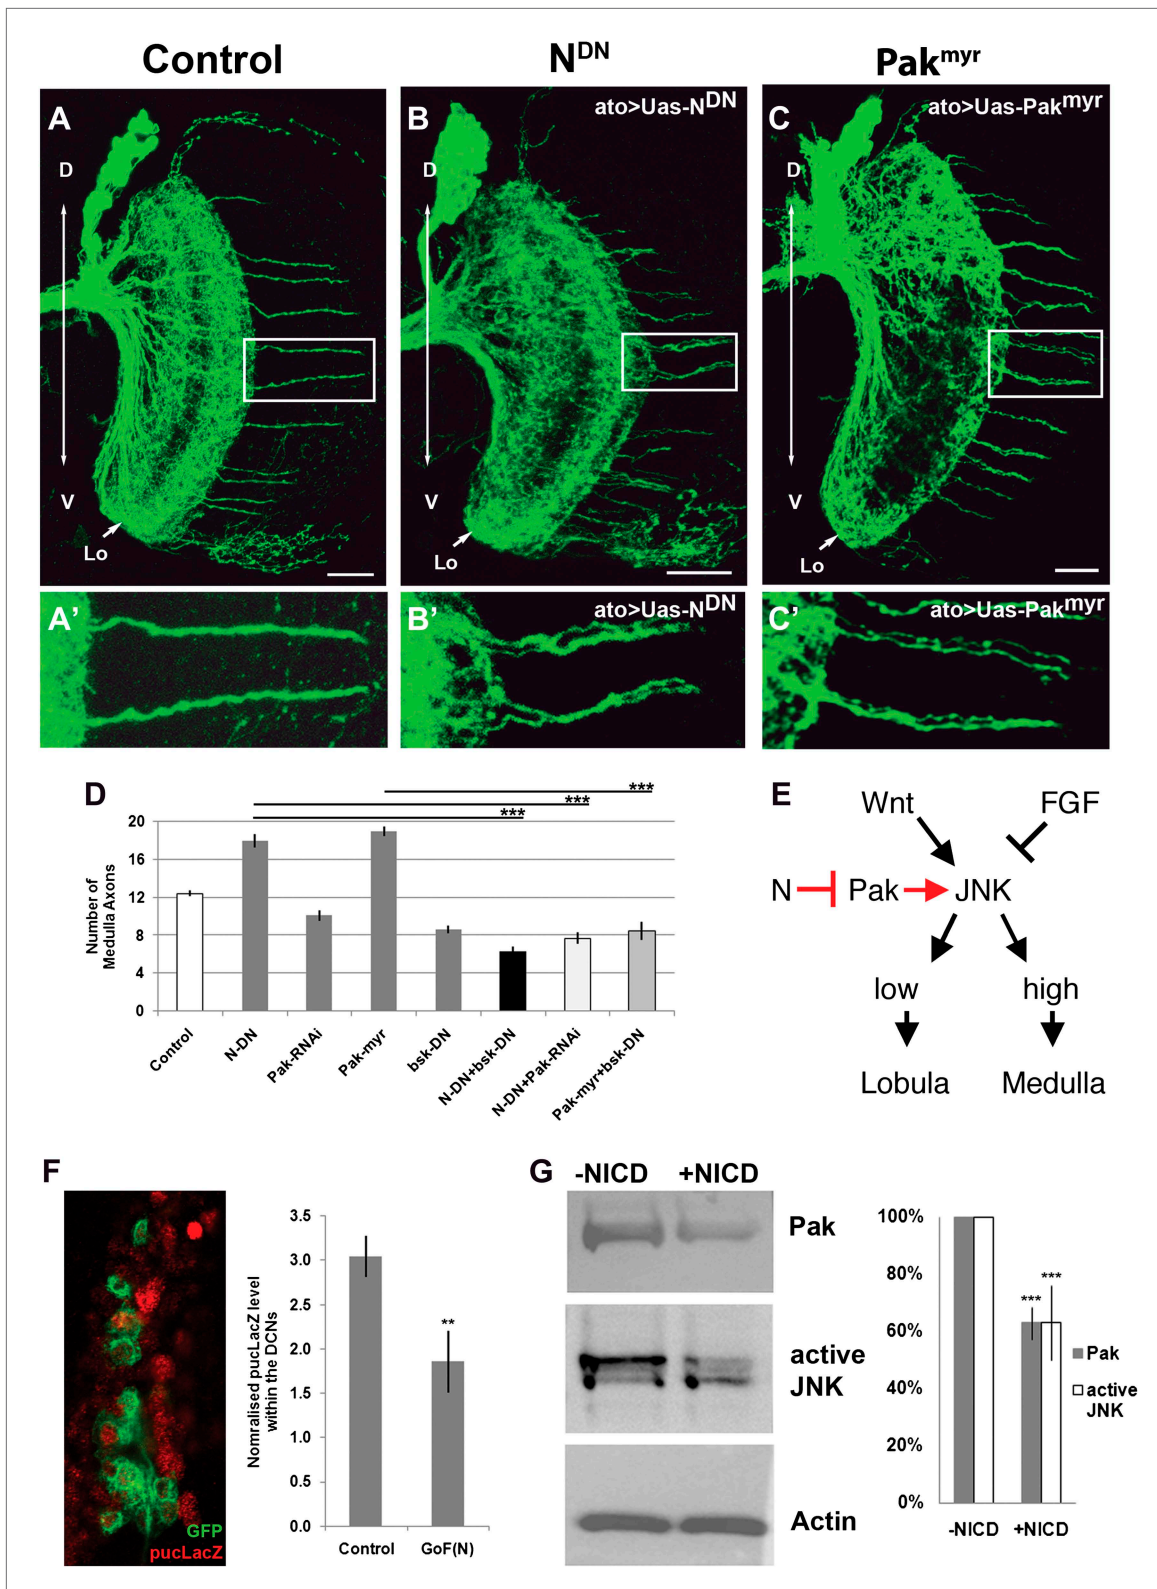 Control
N^DN
Pak^myr
A
D
V
Lo
B
ato>Uas-N^DN
D
V
Lo
C
ato>Uas-Pak^myr
D
V
Lo
A'
B'
ato>Uas-N^DN
C'
ato>Uas-Pak^myr
D
***
***
***
Number of
Medulla Axons
20
16
12
8
4
0
Control
N-DN
Pak-RNAi
Pak-myr
bsk-DN
N-DN+bsk-DN
N-DN+Pak-RNAi
Pak-myr+bsk-DN
E
Wnt
FGF
N
Pak
JNK
low
high
Lobula
Medulla
F
GFP
pucLacZ
Nomralised pucLacZ level
within the DCNs
3.5
3.0
2.5
2.0
1.5
1.0
0.5
0.0
**
Control
GoF(N)
G
-NICD
+NICD
Pak
active
JNK
Actin
100%
80%
60%
40%
20%
0%
***
***
Pak
active
JNK
-NICD
+NICD